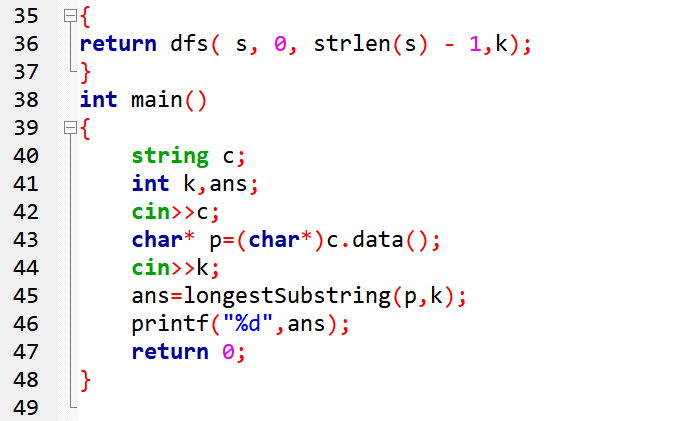 35 {
36 return dfs( s, 0, strlen(s) - 1,k);
37 }
38 int main()
39 {
40 string c;
41 int k,ans;
42 cin>>c;
43 char* p=(char*)c.data();
44 cin>>k;
45 ans=longestSubstring(p,k);
46 printf("%d",ans);
47 return 0;
48 }
49